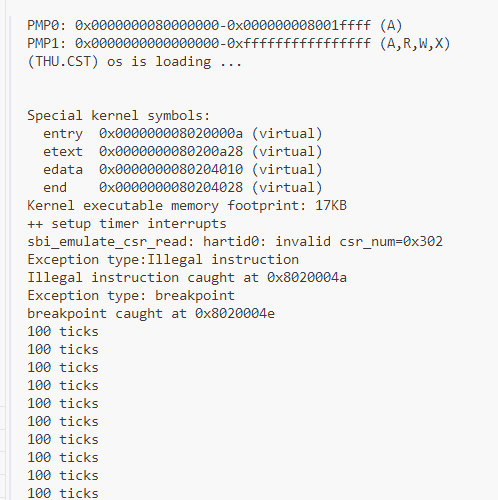 PMP0: 0x0000000080000000-0x000000008001ffff (A)
PMP1: 0x0000000000000000-0xffffffffffffffff (A,R,W,X)
(THU.CST) os is loading ...
Special kernel symbols:
  entry  0x000000008020000a (virtual)
  etext  0x0000000080200a28 (virtual)
  edata  0x0000000080204010 (virtual)
  end    0x0000000080204028 (virtual)
Kernel executable memory footprint: 17KB
++ setup timer interrupts
sbi_emulate_csr_read: hartid0: invalid csr_num=0x302
Exception type:Illegal instruction
Illegal instruction caught at 0x8020004a
Exception type: breakpoint
breakpoint caught at 0x8020004e
100 ticks
100 ticks
100 ticks
100 ticks
100 ticks
100 ticks
100 ticks
100 ticks
100 ticks
100 ticks